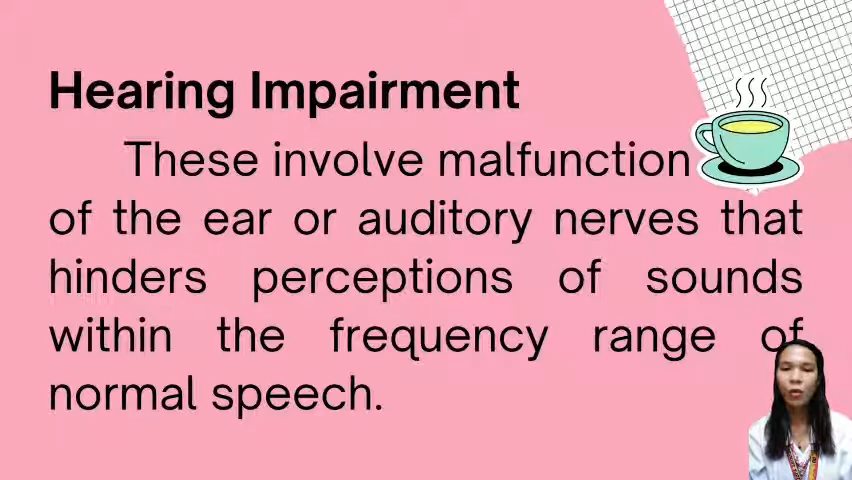 Hearing Impairment
These involve malfunction
of the ear or auditory nerves that
hinders perceptions of sounds
within the frequency range of
normal speech.